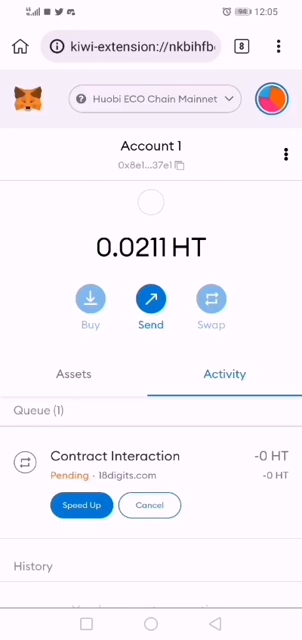 94 12:05
kiwi-extension://nkbihfb
8
Huobi ECO Chain Mainnet
Account 1
0x8e1...37e1
0.0211 HT
Buy Send Swap
Assets Activity
Queue (1)
Contract Interaction -0 HT
Pending · 18digits.com -0 HT
Speed Up Cancel
History